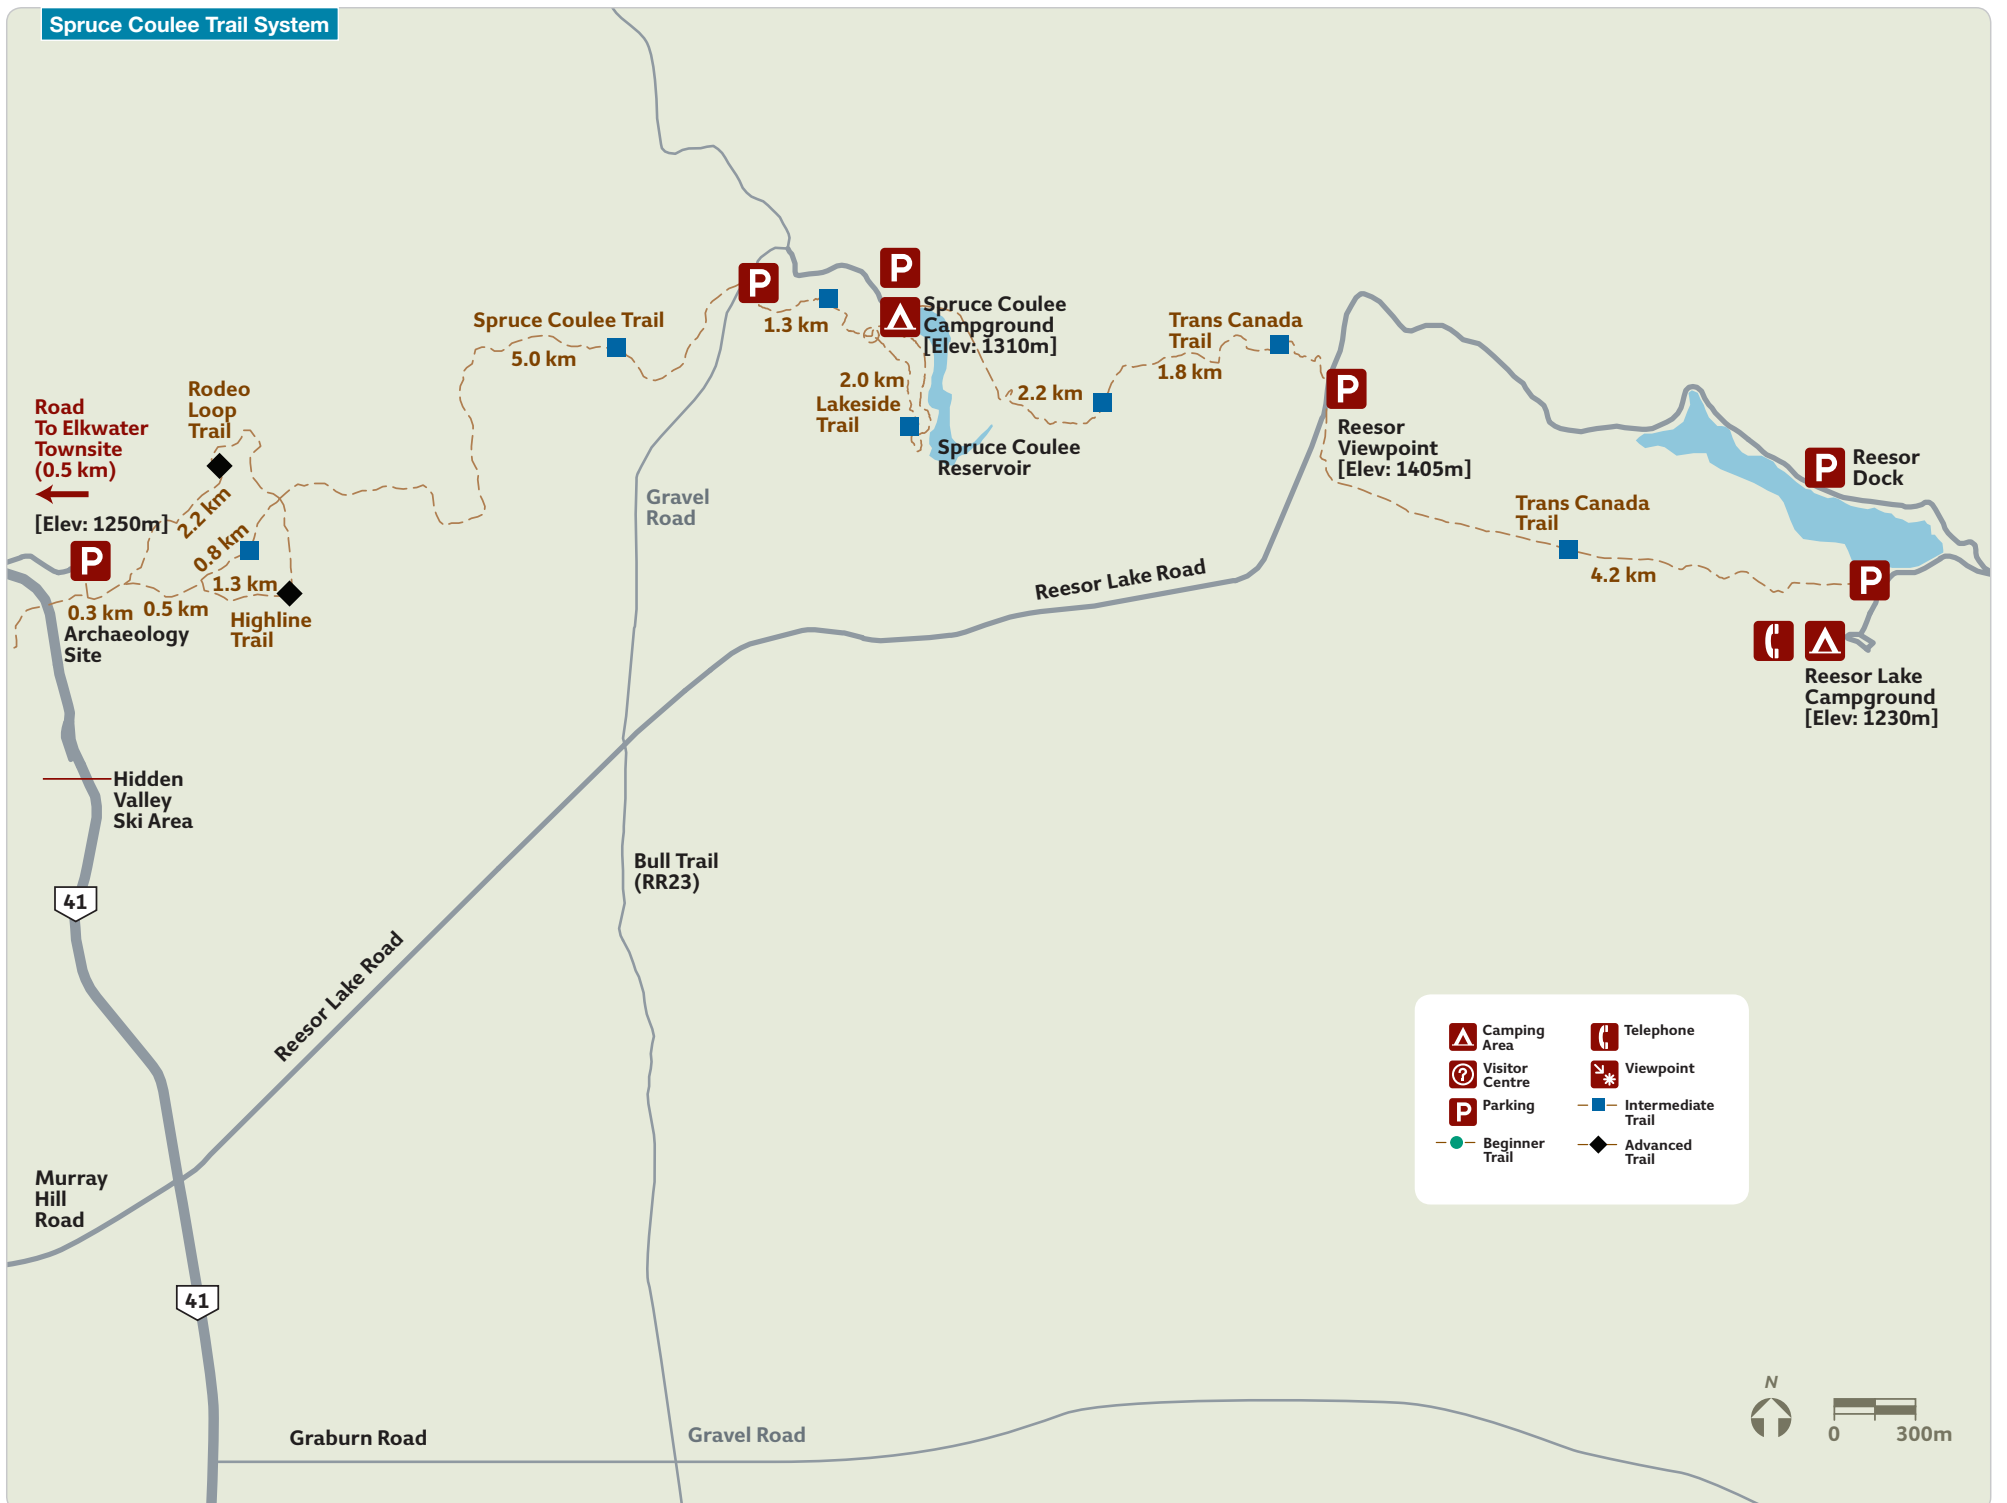 Spruce Coulee Trail System
P
P
Spruce Coulee
Campground
[Elev: 1310m]
1.3 km
Spruce Coulee Trail
5.0 km
Trans Canada
Trail
1.8 km
2.2 km
2.0 km
Lakeside
Trail
Spruce Coulee
Reservoir
P
Reesor
Viewpoint
[Elev: 1405m]
Rodeo
Loop
Trail
Road
To Elkwater
Townsite
(0.5 km)
[Elev: 1250m]
P
2.2 km
0.8 km
1.3 km
0.3 km
0.5 km
Archaeology
Site
Highline
Trail
Gravel
Road
P
Reesor
Dock
Trans Canada
Trail
4.2 km
P
Reesor Lake
Campground
[Elev: 1230m]
Reesor Lake Road
Hidden
Valley
Ski Area
Bull Trail
(RR23)
41
Reesor Lake Road
Murray
Hill
Road
41
Graburn Road
Gravel Road
Camping
Area
Telephone
?
Visitor
Centre
Viewpoint
P
Parking
Intermediate
Trail
Beginner
Trail
Advanced
Trail
N
0
300m